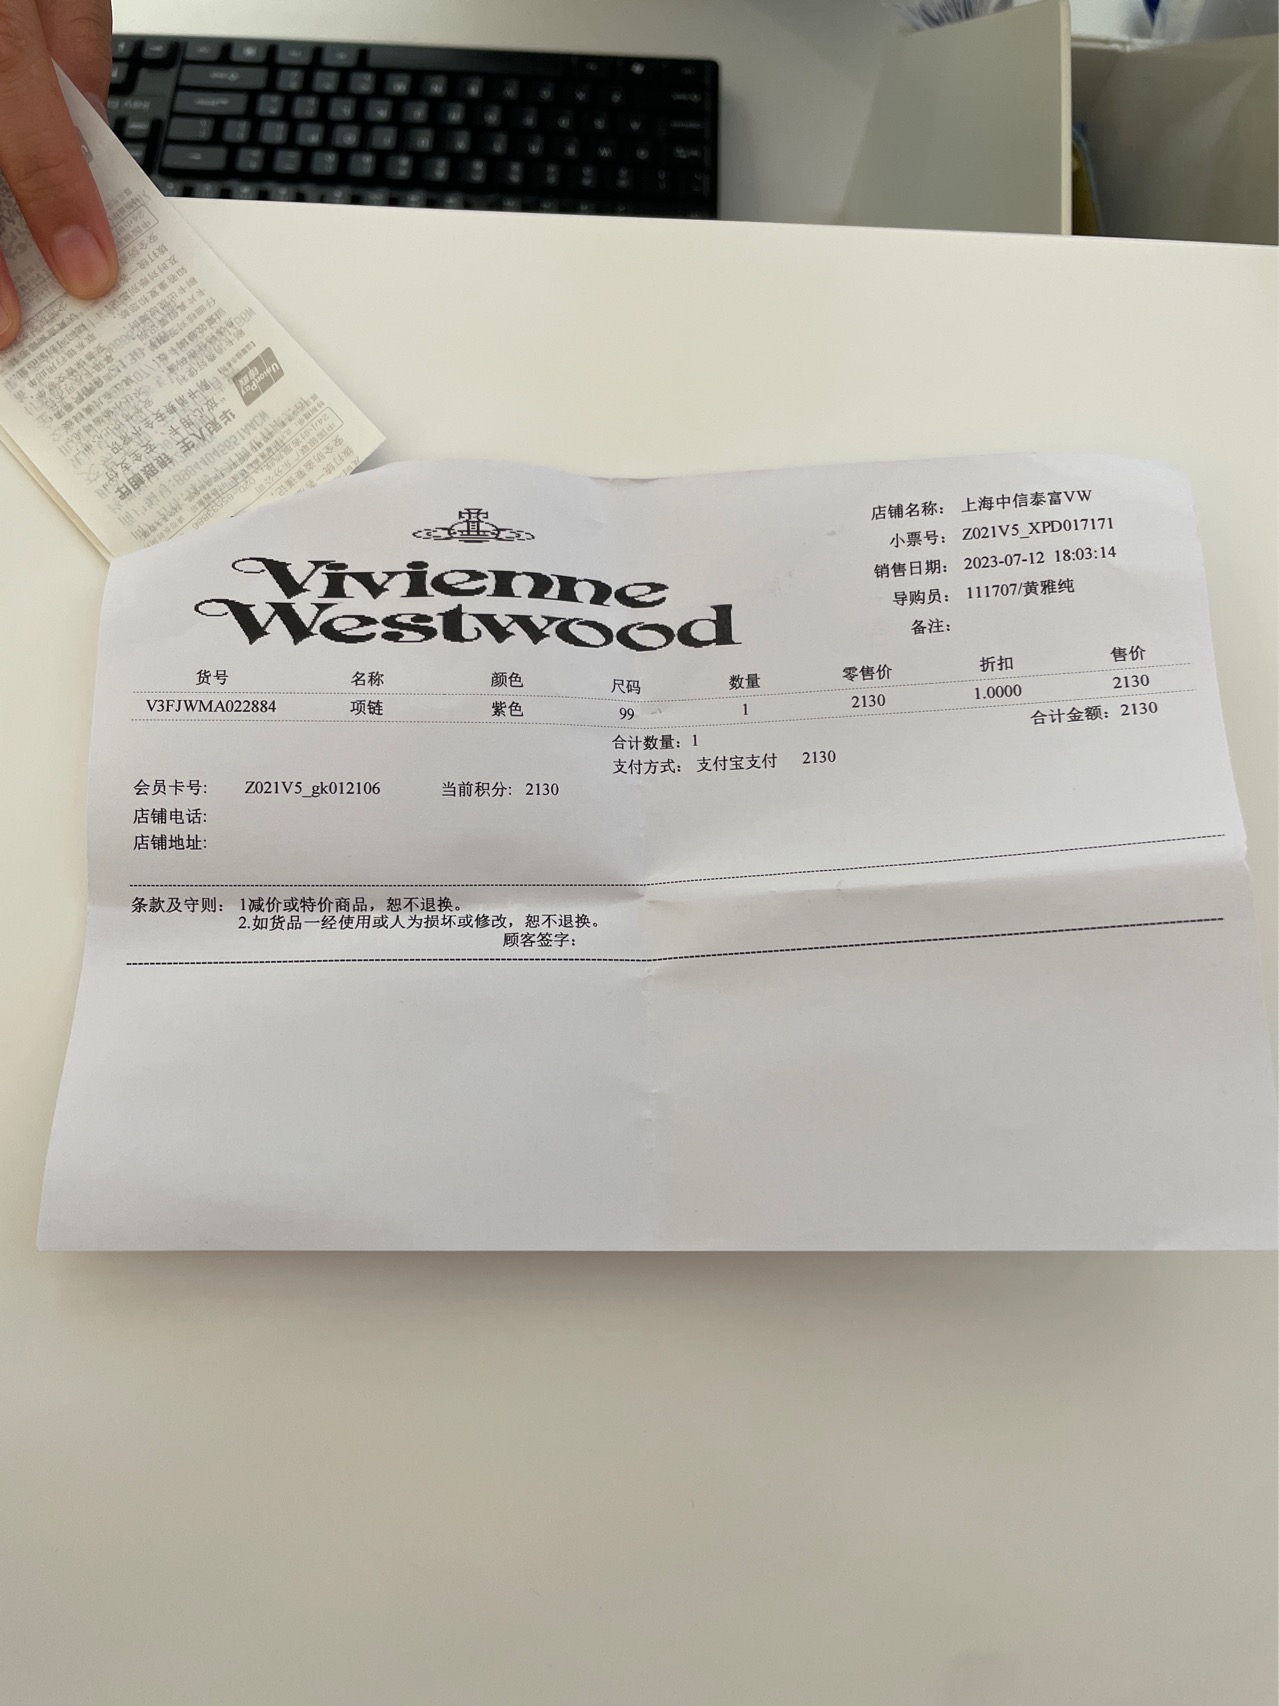 UnionPay
银联
Vivienne
Westwood
店铺名称： 上海中信泰富VW
小票号： Z021V5_XPD017171
销售日期： 2023-07-12 18:03:14
导购员： 111707/黄雅纯
备注：
货号 名称 颜色 尺码 数量 零售价 折扣 售价
V3FJWMA022884 项链 紫色 99 1 2130 1.0000 2130
合计数量：1 合计金额：2130
支付方式： 支付宝支付 2130
会员卡号: Z021V5_gk012106 当前积分: 2130
店铺电话:
店铺地址:
条款及守则： 1减价或特价商品，恕不退换。
2.如货品一经使用或人为损坏或修改，恕不退换。
顾客签字：